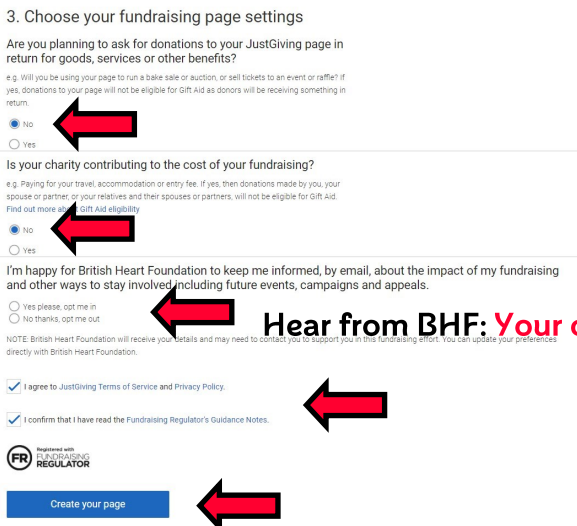 3. Choose your fundraising page settings
Are you planning to ask for donations to your JustGiving page in
return for goods, services or other benefits?
e.g. Will you be using your page to run a bake sale or auction, or sell tickets to an event or raffle? If
yes, donations to your page will not be eligible for Gift Aid as donors will be receiving something in
return.
No
Yes
Is your charity contributing to the cost of your fundraising?
e.g. Paying for your travel, accommodation or entry fee. If yes, then donations made by you, your
spouse or partner, or your relatives and their spouses or partners, will not be eligible for Gift Aid.
Find out more about Gift Aid eligibility
No
Yes
I'm happy for British Heart Foundation to keep me informed, by email, about the impact of my fundraising
and other ways to stay involved including future events, campaigns and appeals.
Yes please, opt me in
No thanks, opt me out
Hear from BHF: Your
NOTE: British Heart Foundation will receive your details and may need to contact you to support you in this fundraising effort. You can update your preferences
directly with British Heart Foundation.
I agree to JustGiving Terms of Service and Privacy Policy.
I confirm that I have read the Fundraising Regulator's Guidance Notes.
FR Registered with
FUNDRAISING
REGULATOR
Create your page